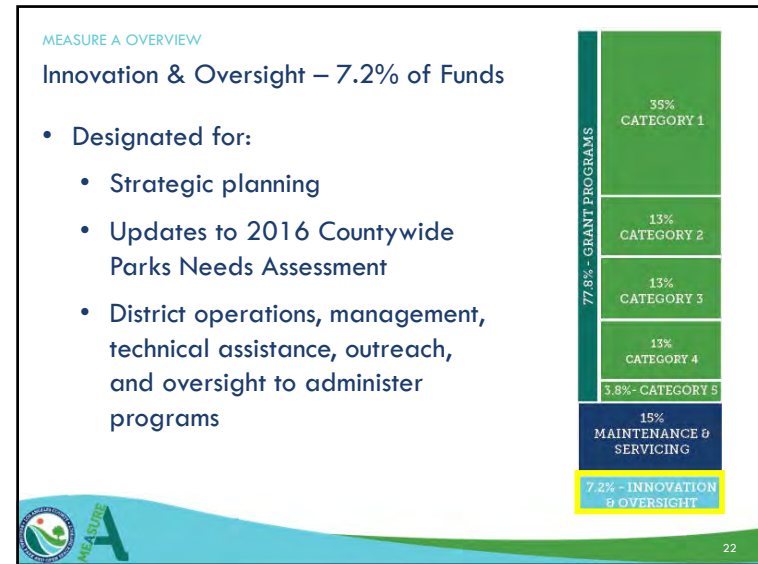 MEASURE A OVERVIEW
Innovation & Oversight – 7.2% of Funds
• Designated for:
• Strategic planning
• Updates to 2016 Countywide
Parks Needs Assessment
• District operations, management,
technical assistance, outreach,
and oversight to administer
programs
77.8% - GRANT PROGRAMS
35%
CATEGORY 1
13%
CATEGORY 2
13%
CATEGORY 3
13%
CATEGORY 4
3.8%- CATEGORY 5
15%
MAINTENANCE &
SERVICING
7.2% - INNOVATION
& OVERSIGHT
MEASURE
A
22